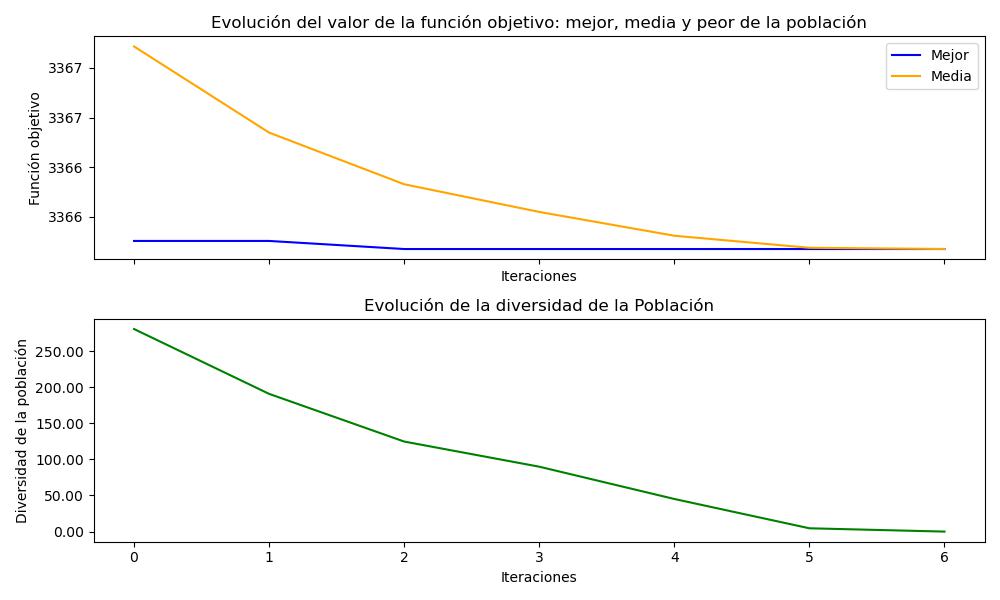 Evolución del valor de la función objetivo: mejor, media y peor de la población
Función objetivo
3367
3367
3366
3366
Mejor
Media
Iteraciones
Evolución de la diversidad de la Población
Diversidad de la población
250.00
200.00
150.00
100.00
50.00
0.00
0 1 2 3 4 5 6
Iteraciones